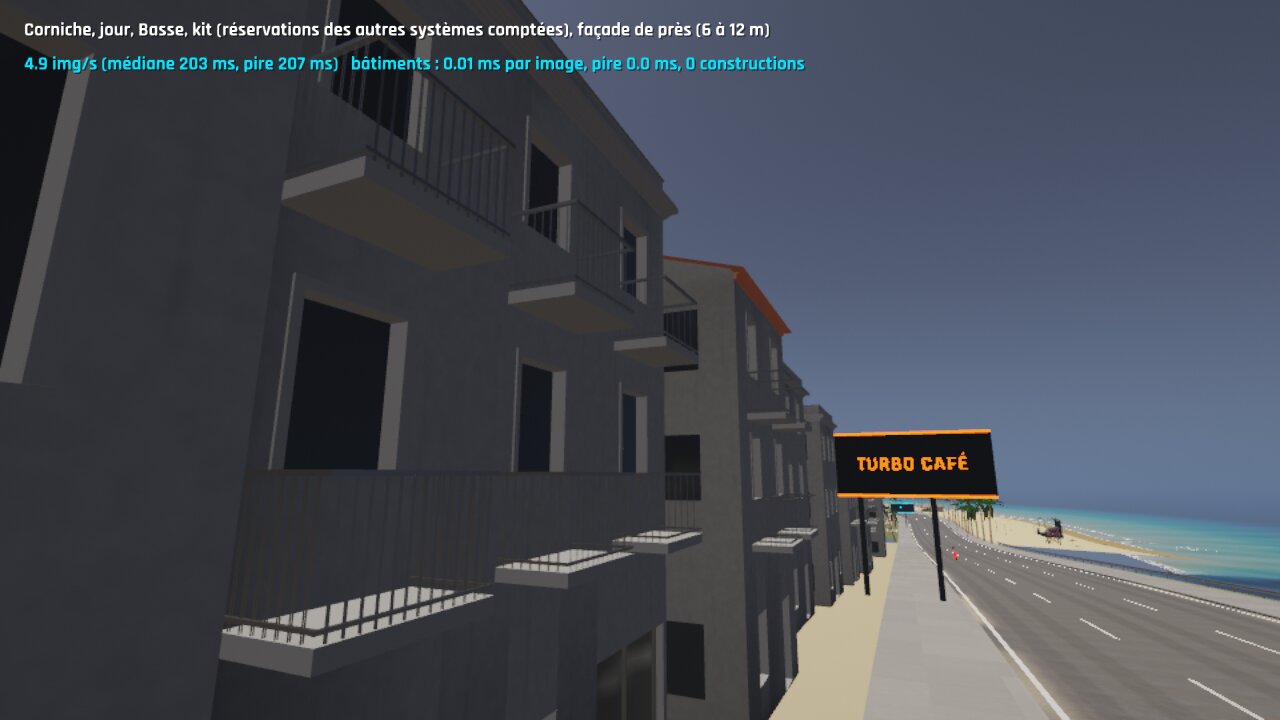 Corniche, jour, Basse, kit (réservations des autres systèmes comptées), façade de près (6 à 12 m)
4.9 img/s (médiane 203 ms, pire 207 ms) bâtiments : 0.01 ms par image, pire 0.0 ms, 0 constructions
TURBO CAFÉ